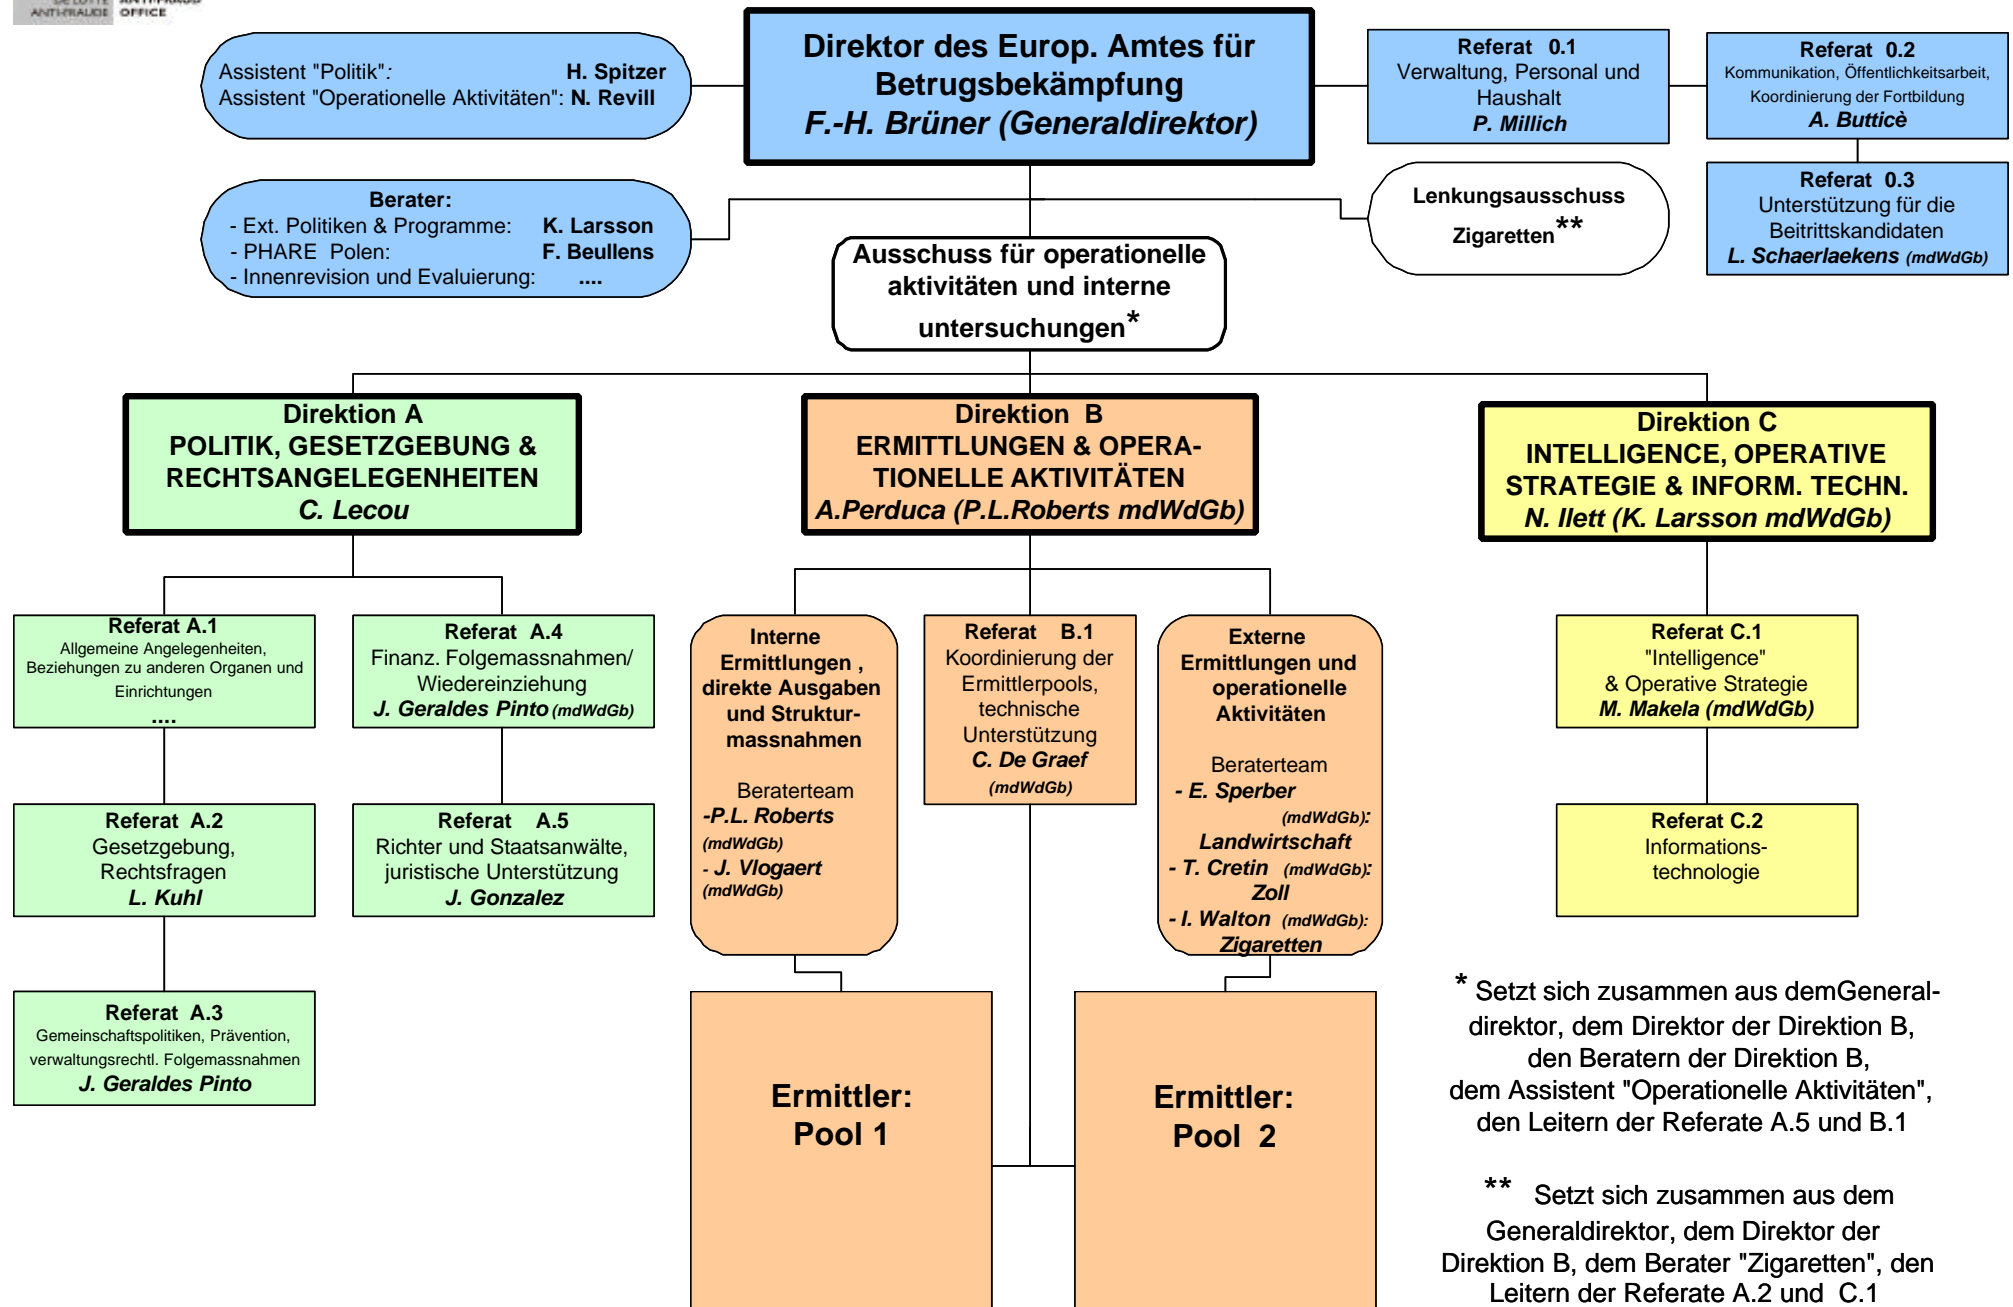 DE LUTTE ANTI-FRAUD
ANTI-FRAUDE OFFICE
Assistent "Politik": H. Spitzer
Assistent "Operationelle Aktivitäten": N. Revill
Direktor des Europ. Amtes für
Betrugsbekämpfung
F.-H. Brüner (Generaldirektor)
Referat 0.1
Verwaltung, Personal und
Haushalt
P. Millich
Referat 0.2
Kommunikation, Öffentlichkeitsarbeit,
Koordinierung der Fortbildung
A. Butticè
Berater:
- Ext. Politiken & Programme: K. Larsson
- PHARE Polen: F. Beullens
- Innenrevision und Evaluierung: ....
Lenkungsausschuss
Zigaretten**
Referat 0.3
Unterstützung für die
Beitrittskandidaten
L. Schaerlaekens (mdWdGb)
Ausschuss für operationelle
aktivitäten und interne
untersuchungen*
Direktion A
POLITIK, GESETZGEBUNG &
RECHTSANGELEGENHEITEN
C. Lecou
Direktion B
ERMITTLUNGEN & OPERA-
TIONELLE AKTIVITÄTEN
A.Perduca (P.L.Roberts mdWdGb)
Direktion C
INTELLIGENCE, OPERATIVE
STRATEGIE & INFORM. TECHN.
N. Ilett (K. Larsson mdWdGb)
Referat A.1
Allgemeine Angelegenheiten,
Beziehungen zu anderen Organen und
Einrichtungen
....
Referat A.4
Finanz. Folgemassnahmen/
Wiedereinziehung
J. Geraldes Pinto (mdWdGb)
Referat A.2
Gesetzgebung,
Rechtsfragen
L. Kuhl
Referat A.5
Richter und Staatsanwälte,
juristische Unterstützung
J. Gonzalez
Referat A.3
Gemeinschaftspolitiken, Prävention,
verwaltungsrechtl. Folgemassnahmen
J. Geraldes Pinto
Interne
Ermittlungen ,
direkte Ausgaben
und Struktur-
massnahmen
Beraterteam
-P.L. Roberts
(mdWdGb)
- J. Vlogaert
(mdWdGb)
Referat B.1
Koordinierung der
Ermittlerpools,
technische
Unterstützung
C. De Graef
(mdWdGb)
Externe
Ermittlungen und
operationelle
Aktivitäten
Beraterteam
- E. Sperber
(mdWdGb):
Landwirtschaft
- T. Cretin (mdWdGb):
Zoll
- I. Walton (mdWdGb):
Zigaretten
Ermittler:
Pool 1
Ermittler:
Pool 2
Referat C.1
"Intelligence"
& Operative Strategie
M. Makela (mdWdGb)
Referat C.2
Informations-
technologie
* Setzt sich zusammen aus demGeneral-
direktor, dem Direktor der Direktion B,
den Beratern der Direktion B,
dem Assistent "Operationelle Aktivitäten",
den Leitern der Referate A.5 und B.1
** Setzt sich zusammen aus dem
Generaldirektor, dem Direktor der
Direktion B, dem Berater "Zigaretten", den
Leitern der Referate A.2 und C.1